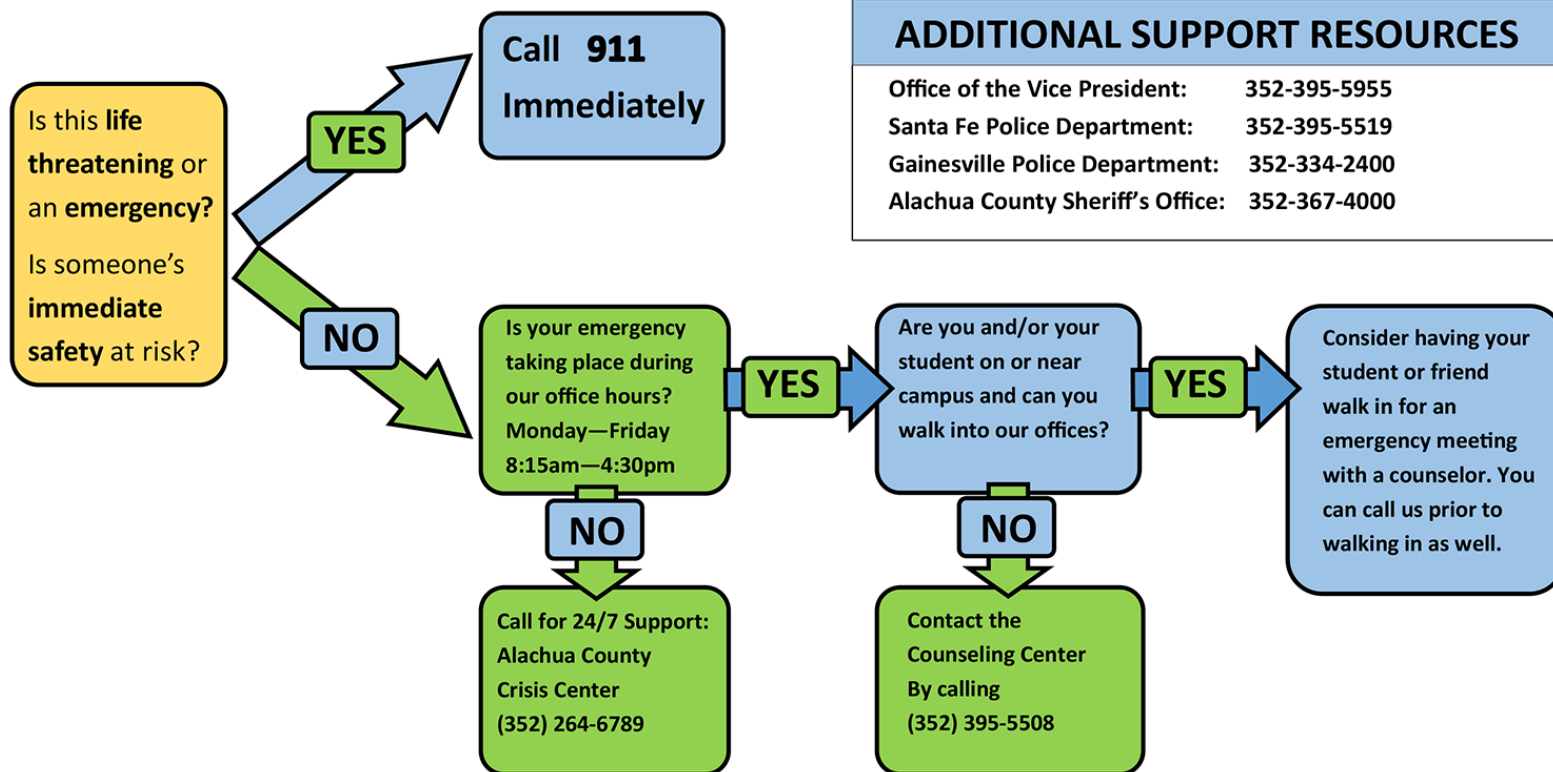 Is this life
threatening or
an emergency?
Is someone’s
immediate
safety at risk?
YES
Call 911
Immediately
ADDITIONAL SUPPORT RESOURCES
Office of the Vice President: 352-395-5955
Santa Fe Police Department: 352-395-5519
Gainesville Police Department: 352-334-2400
Alachua County Sheriff’s Office: 352-367-4000
NO
Is your emergency
taking place during
our office hours?
Monday—Friday
8:15am—4:30pm
YES
Are you and/or your
student on or near
campus and can you
walk into our offices?
YES
Consider having your
student or friend
walk in for an
emergency meeting
with a counselor. You
can call us prior to
walking in as well.
NO
Call for 24/7 Support:
Alachua County
Crisis Center
(352) 264-6789
NO
Contact the
Counseling Center
By calling
(352) 395-5508